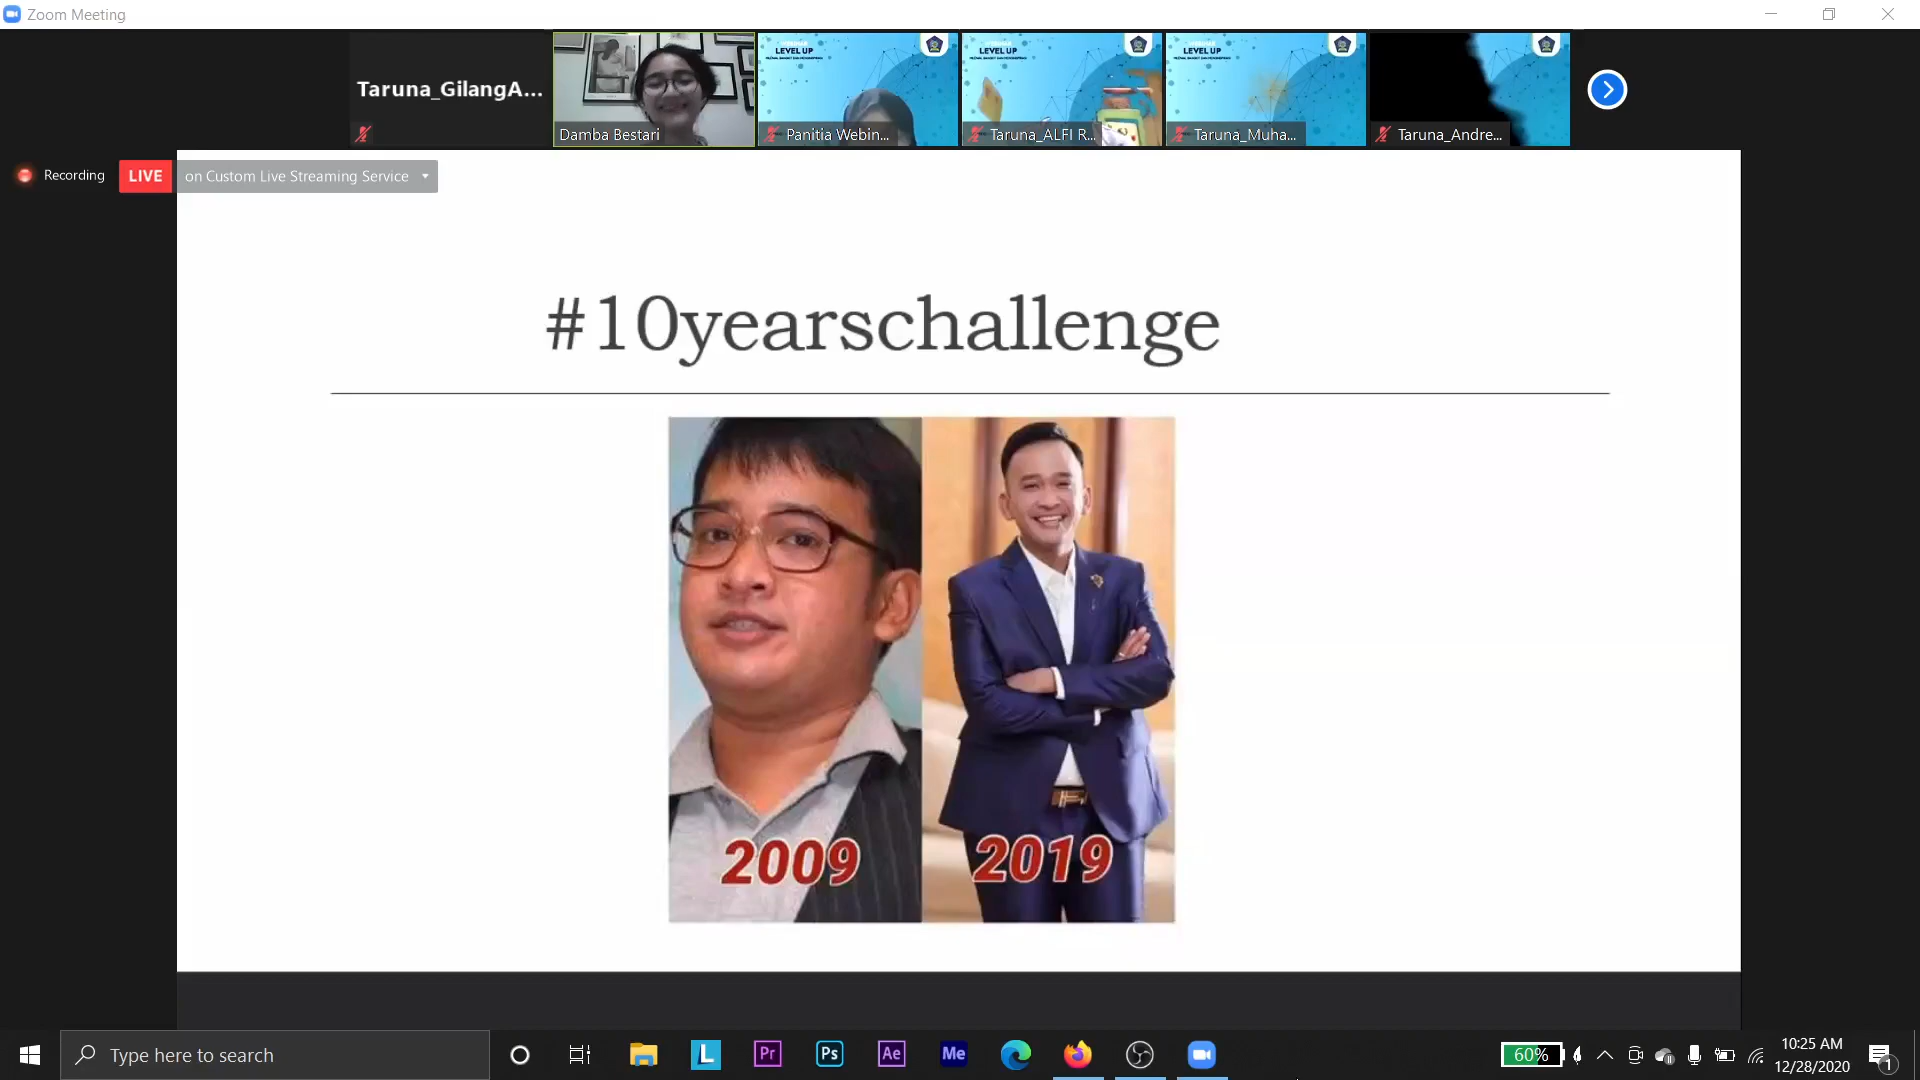 Zoom Meeting
Taruna_GilangA...
Damba Bestari
LEVEL UP
Panitia Webin...
LEVEL UP
Taruna_ALFI R...
LEVEL UP
Taruna_Muha...
Taruna_Andre...
Recording
LIVE
on Custom Live Streaming Service
#10yearschallenge
2009
2019
Type here to search
L
Pr
Ps
Ae
Me
60%
10:25 AM
12/28/2020
1